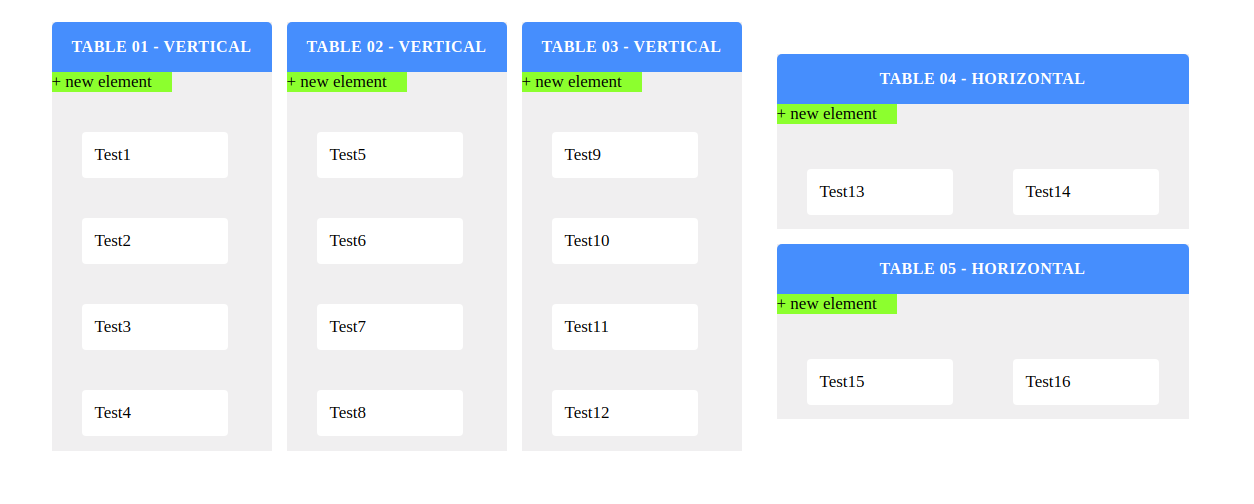 TABLE 01 - VERTICAL
+ new element
Test1
Test2
Test3
Test4
TABLE 02 - VERTICAL
+ new element
Test5
Test6
Test7
Test8
TABLE 03 - VERTICAL
+ new element
Test9
Test10
Test11
Test12
TABLE 04 - HORIZONTAL
+ new element
Test13 Test14
TABLE 05 - HORIZONTAL
+ new element
Test15 Test16